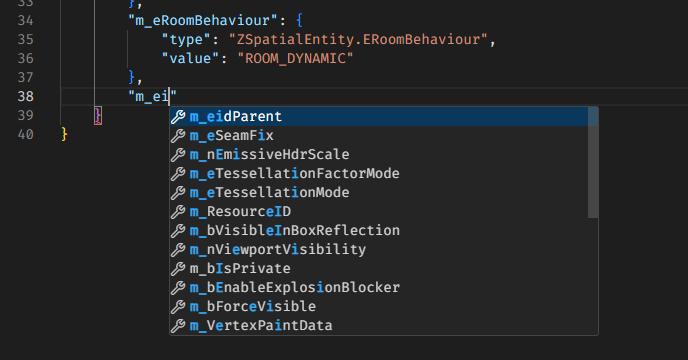 33 },
34 "m_eRoomBehaviour": {
35 "type": "ZSpatialEntity.ERoomBehaviour",
36 "value": "ROOM_DYNAMIC"
37 },
38 "m_ei"
39 }
40 }
m_eidParent
m_eSeamFix
m_nEmissiveHdrScale
m_eTessellationFactorMode
m_eTessellationMode
m_ResourceID
m_bVisibleInBoxReflection
m_nViewportVisibility
m_bIsPrivate
m_bEnableExplosionBlocker
m_bForceVisible
m_VertexPaintData